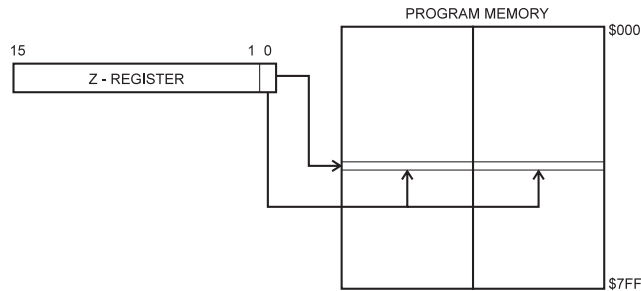 PROGRAM MEMORY
$000
15 1 0
Z - REGISTER
$7FF